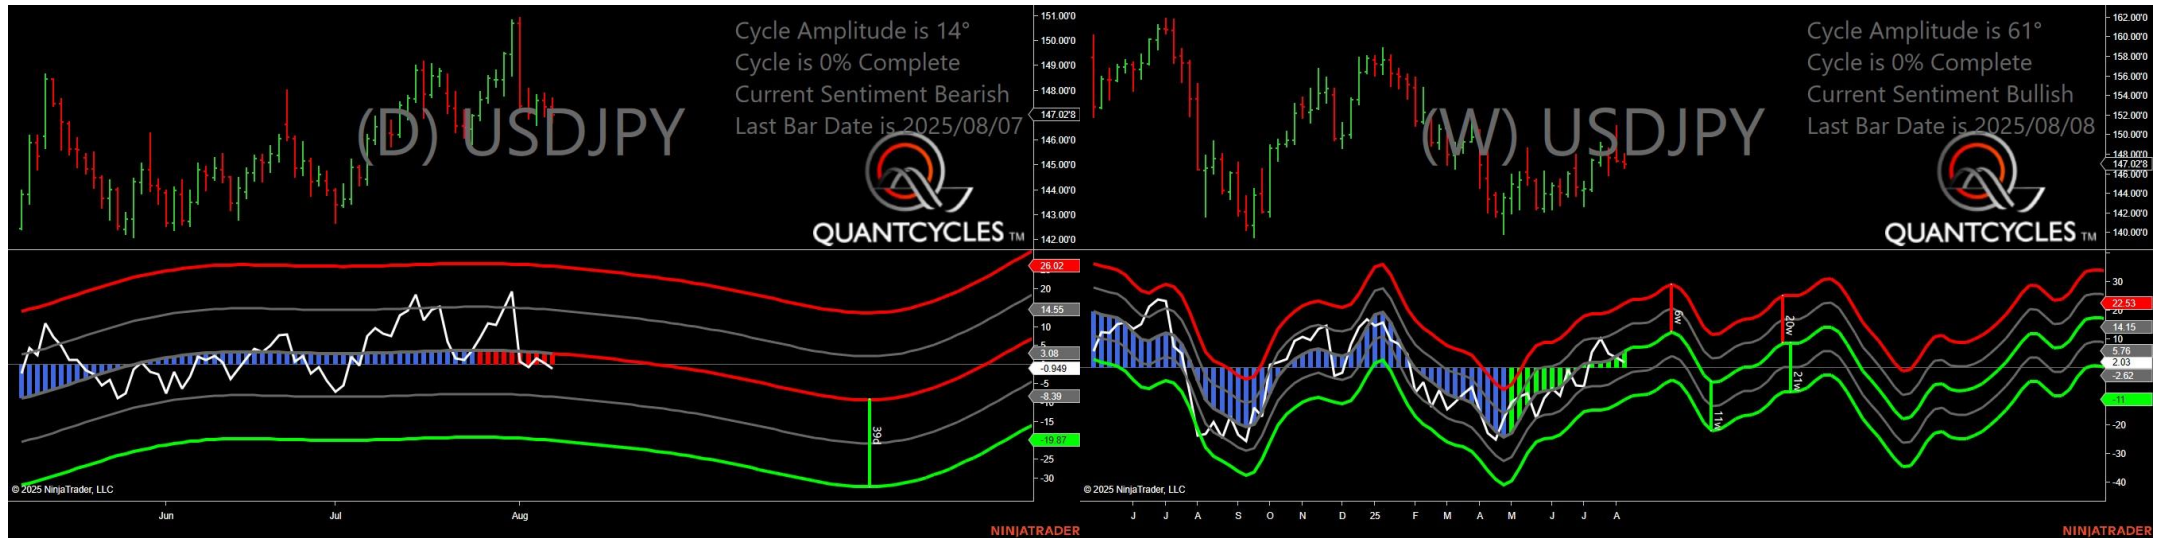 Cycle Amplitude is 14°
Cycle is 0% Complete
Current Sentiment Bearish
Last Bar Date is 2025/08/07
(D) USDJPY
QUANTCYCLES TM
151.00'0
150.00'0
149.00'0
148.00'0
147.02'8
146.00'0
145.00'0
144.00'0
143.00'0
142.00'0
26.02
20
14.55
10
5
3.08
-0.949
-5
-8.39
-15
-19.87
-25
-30
39d
© 2025 NinjaTrader, LLC
Jun Jul Aug
NINJATRADER
Cycle Amplitude is 61°
Cycle is 0% Complete
Current Sentiment Bullish
Last Bar Date is 2025/08/08
(W) USDJPY
QUANTCYCLES TM
162.00'0
160.00'0
158.00'0
156.00'0
154.00'0
152.00'0
150.00'0
148.00'0
147.02'8
146.00'0
144.00'0
142.00'0
140.00'0
30
22.53
20
14.15
10
5.76
2.03
-2.62
-11
-20
-30
-40
6w
11w
20w
21w
© 2025 NinjaTrader, LLC
J J A S O N D 25 F M A M J J A
NINJATRADER